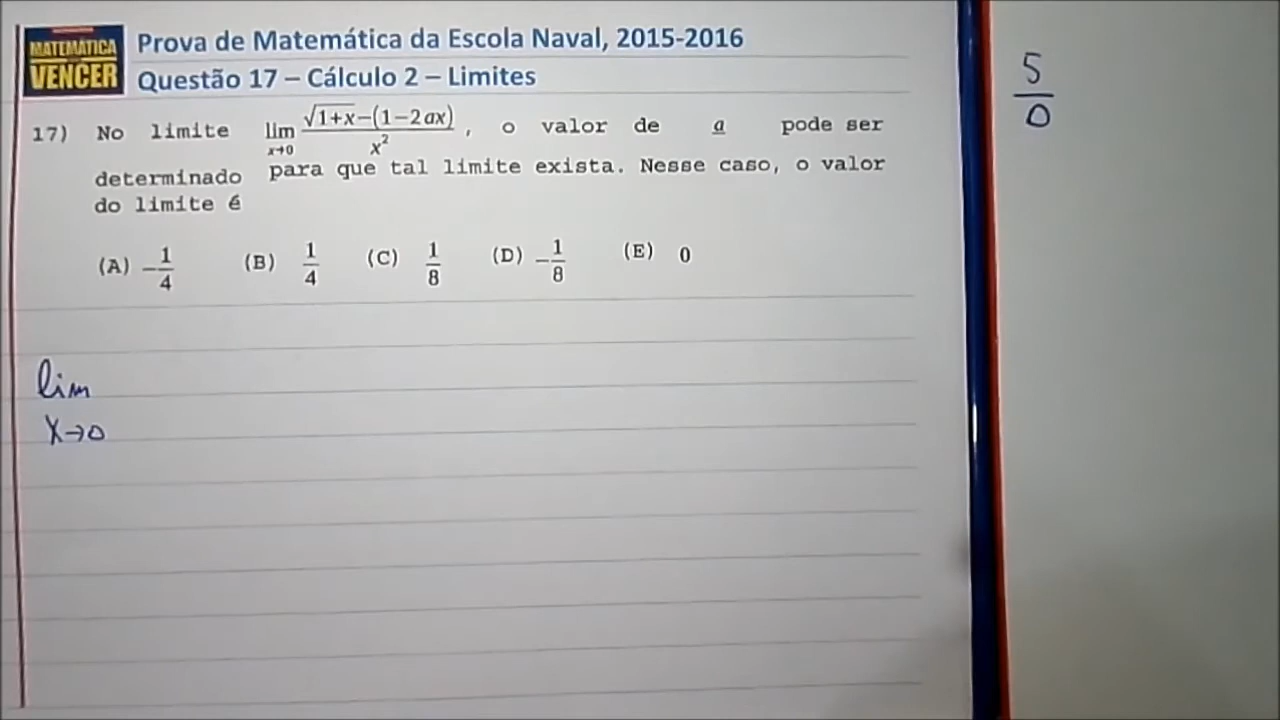 MATEMÁTICA
VENCER
Prova de Matemática da Escola Naval, 2015-2016
Questão 17 – Cálculo 2 – Limites
17) No limite lim x→0 (√1+x −(1−2ax))/x² , o valor de a pode ser
determinado para que tal limite exista. Nesse caso, o valor
do limite é
(A) −1/4 (B) 1/4 (C) 1/8 (D) −1/8 (E) 0
lim
x→0
5
0